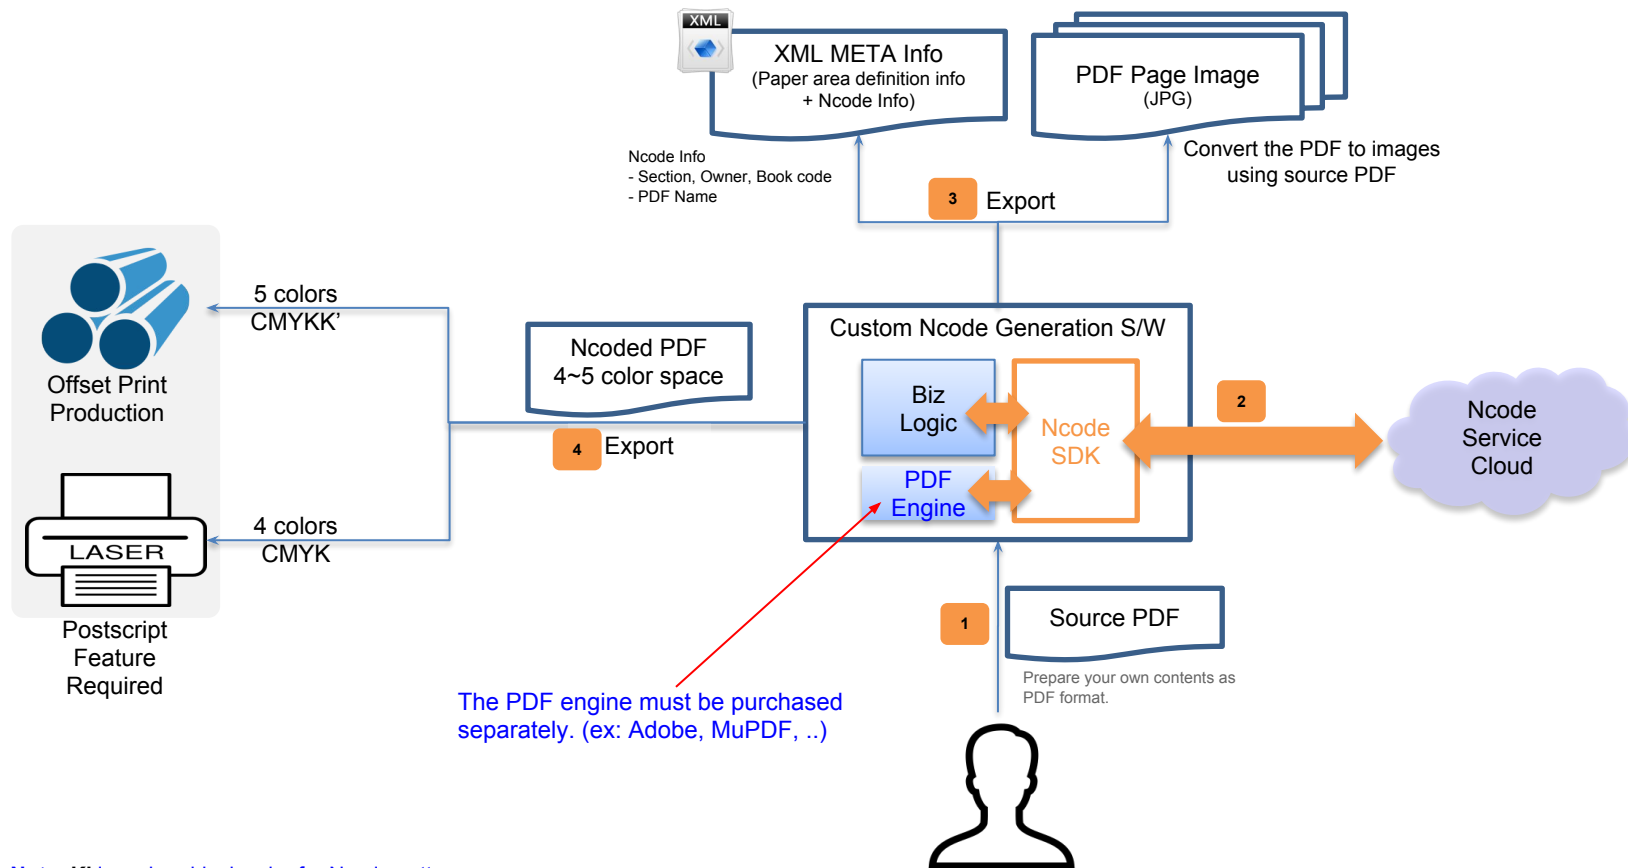 XML
XML META Info
(Paper area definition info
+ Ncode Info)
PDF Page Image
(JPG)
Ncode Info
- Section, Owner, Book code
- PDF Name
Convert the PDF to images
using source PDF
3
Export
5 colors
CMYKK’
Offset Print
Production
Ncoded PDF
4~5 color space
4
Export
Custom Ncode Generation S/W
Biz
Logic
Ncode
SDK
PDF
Engine
2
Ncode
Service
Cloud
4 colors
CMYK
LASER
Postscript
Feature
Required
1
Source PDF
Prepare your own contents as
PDF format.
The PDF engine must be purchased
separately. (ex: Adobe, MuPDF, ..)